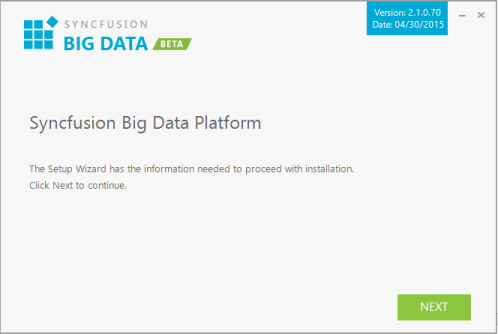 SYNCFUSION
BIG DATA BETA
Version: 2.1.0.70
Date: 04/30/2015
Syncfusion Big Data Platform
The Setup Wizard has the information needed to proceed with installation.
Click Next to continue.
NEXT